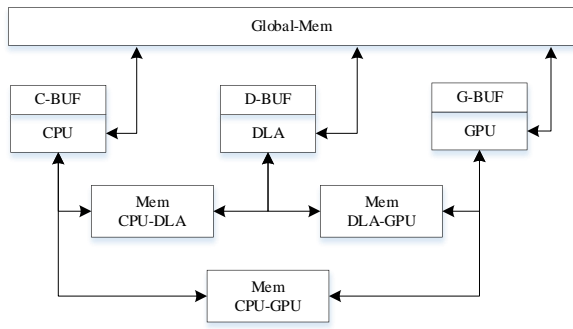 Global-Mem
C-BUF
CPU
D-BUF
DLA
G-BUF
GPU
Mem
CPU-DLA
Mem
DLA-GPU
Mem
CPU-GPU